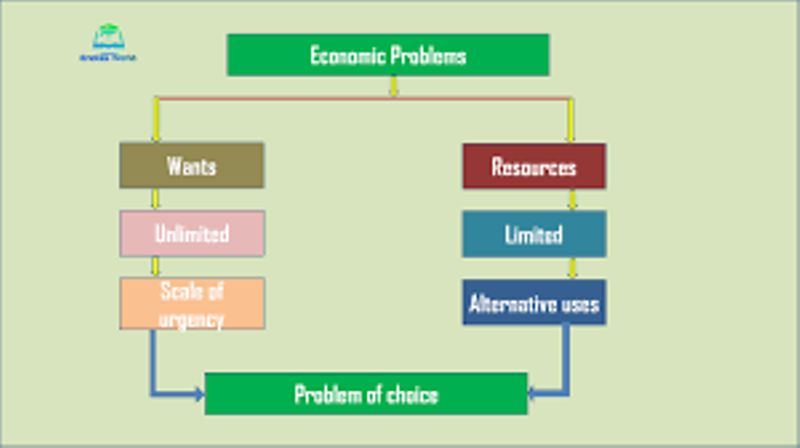 Economic Problems
Wants
Resources
Unlimited
Limited
Scale of
urgency
Alternative uses
Problem of choice